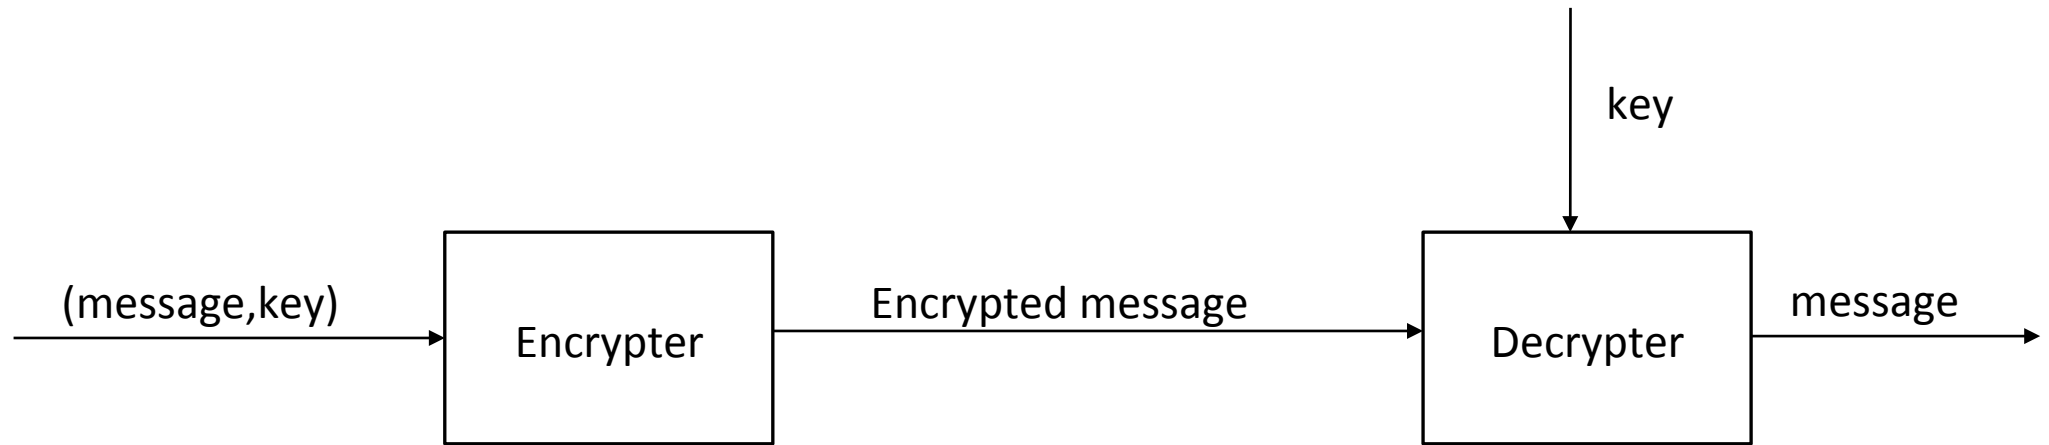 key
(message,key)
Encrypter
Encrypted message
Decrypter
message